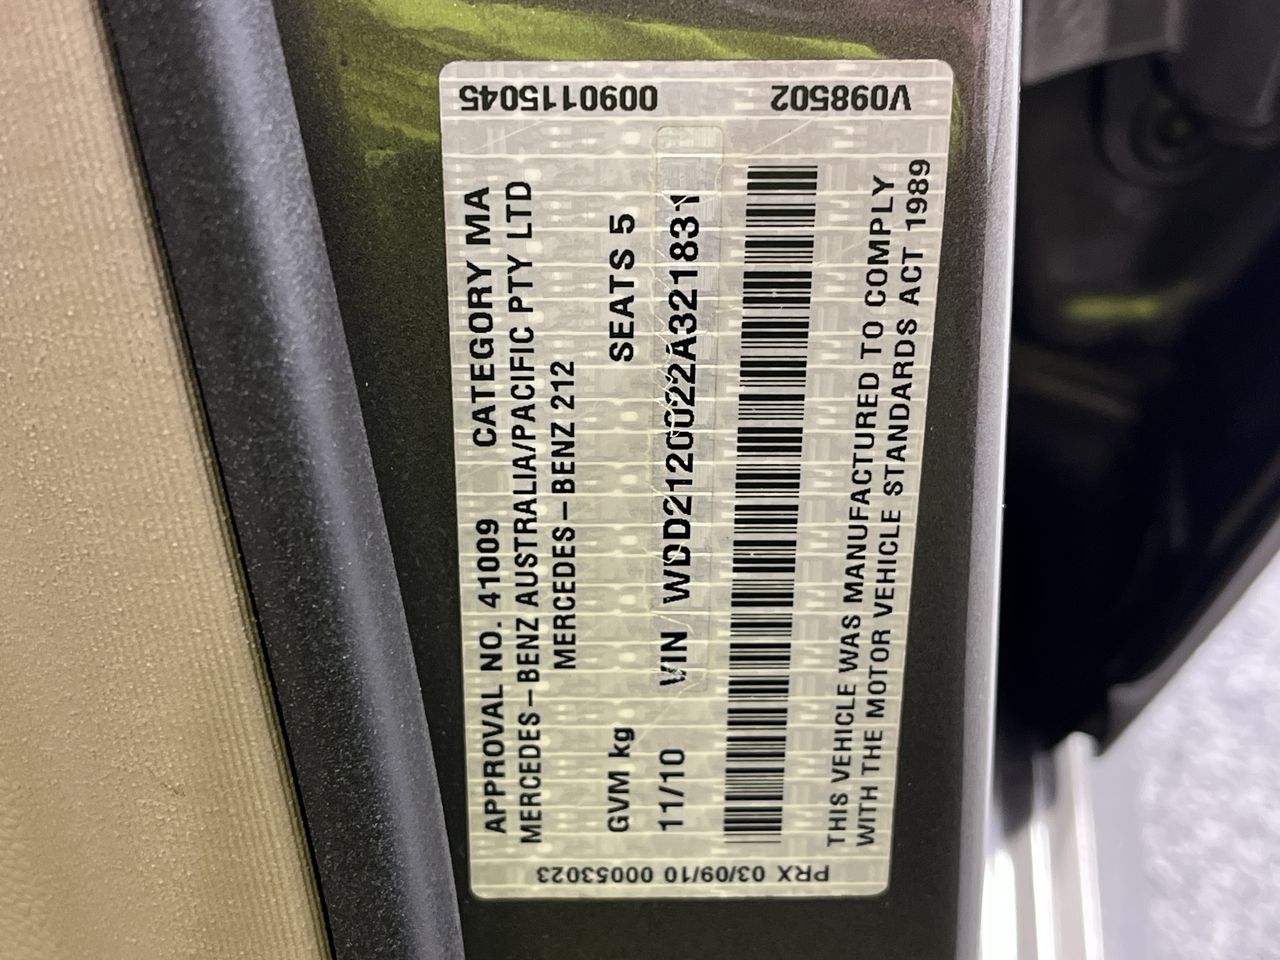 APPROVAL NO. 41009 CATEGORY MA
MERCEDES-BENZ AUSTRALIA/PACIFIC PTY LTD
MERCEDES-BENZ 212
GVM kg SEATS 5
11/10 VIN WDD2120022A321831
THIS VEHICLE WAS MANUFACTURED TO COMPLY
WITH THE MOTOR VEHICLE STANDARDS ACT 1989
V098502 0090115045
PRX 03/09/10 00053023